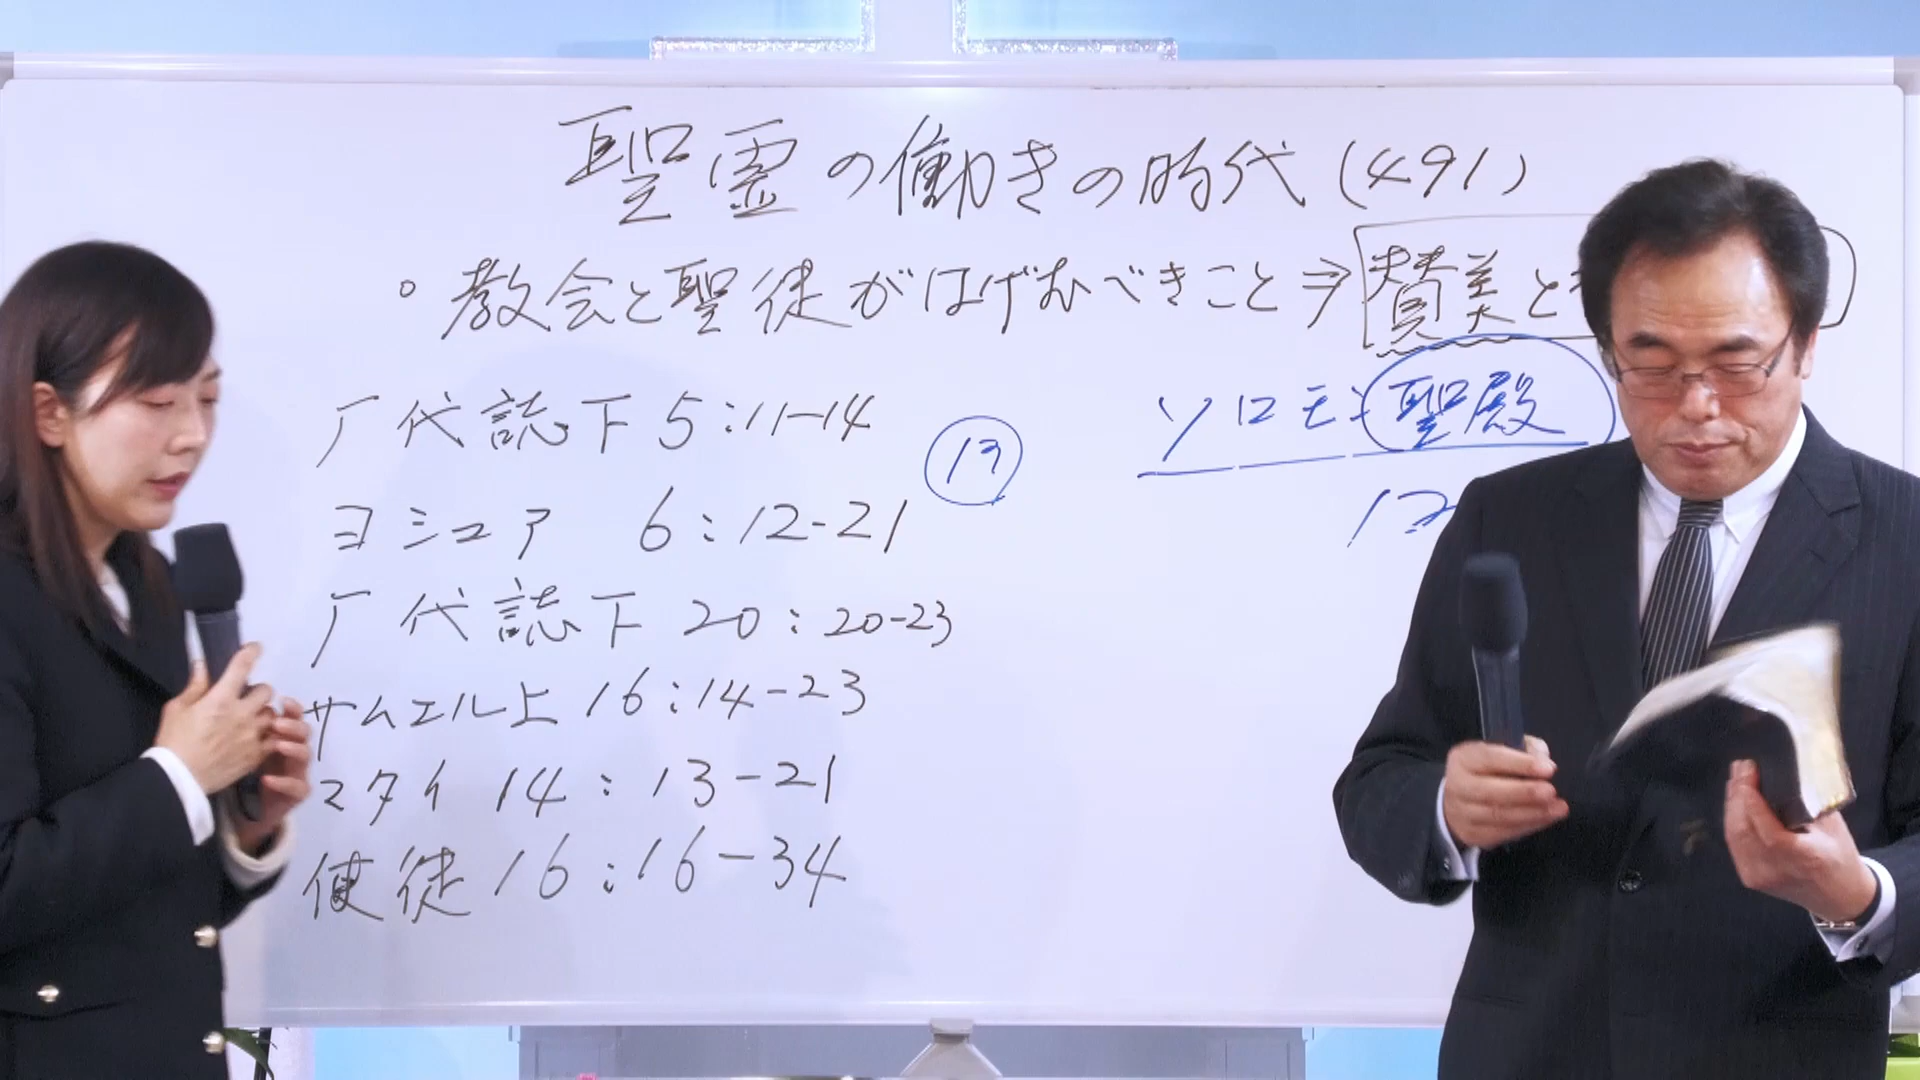 聖霊の働きの時代(491)
○教会と聖徒がはげむべきこと⇒賛美と
厂代誌下 5:11-14
ソロモン聖殿
ヨシュア 6:12-21
厂代誌下 20:20-23
サムエル上 16:14-23
マタイ 14:13-21
使徒 16:16-34